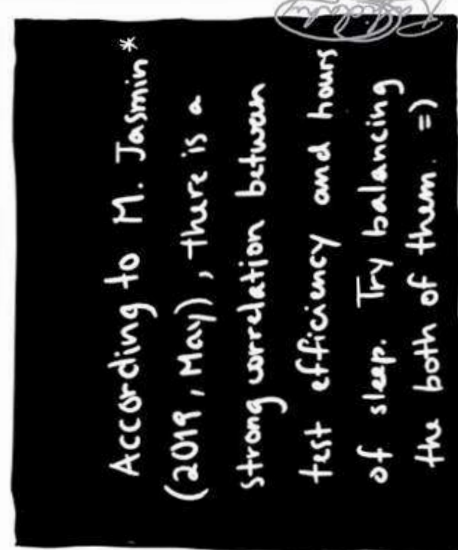 According to M. Jasmin*
(2019, May), there is a
strong correlation betwan
test efficiency and hours
of sleep. Try balancing
the both of them. =)